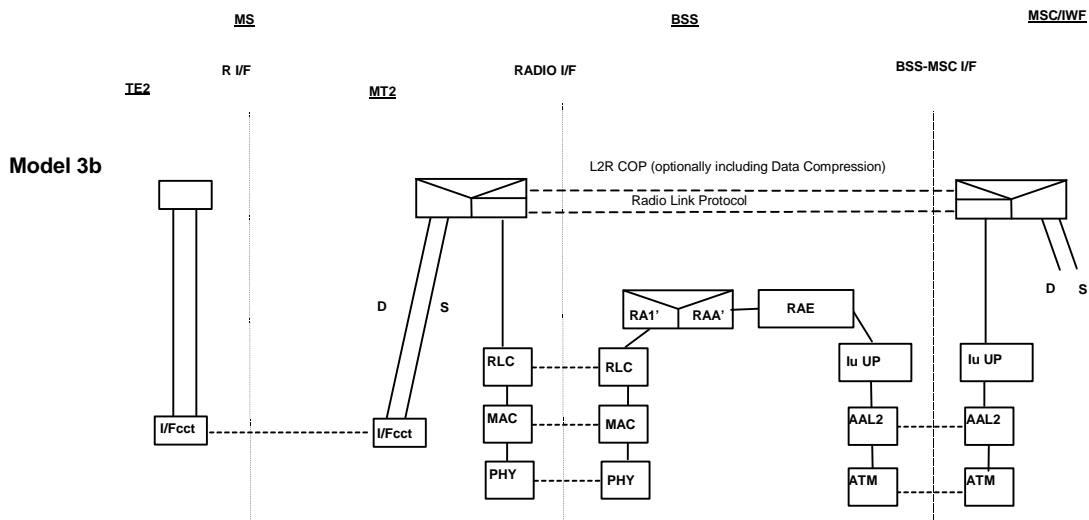 MS
BSS
MSC/IWF
R I/F
RADIO I/F
BSS-MSC I/F
TE2
MT2
Model 3b
L2R COP (optionally including Data Compression)
Radio Link Protocol
D
S
D
S
RA1’
RAA’
RAE
RLC
RLC
Iu UP
Iu UP
MAC
MAC
AAL2
AAL2
I/Fcct
I/Fcct
PHY
PHY
ATM
ATM